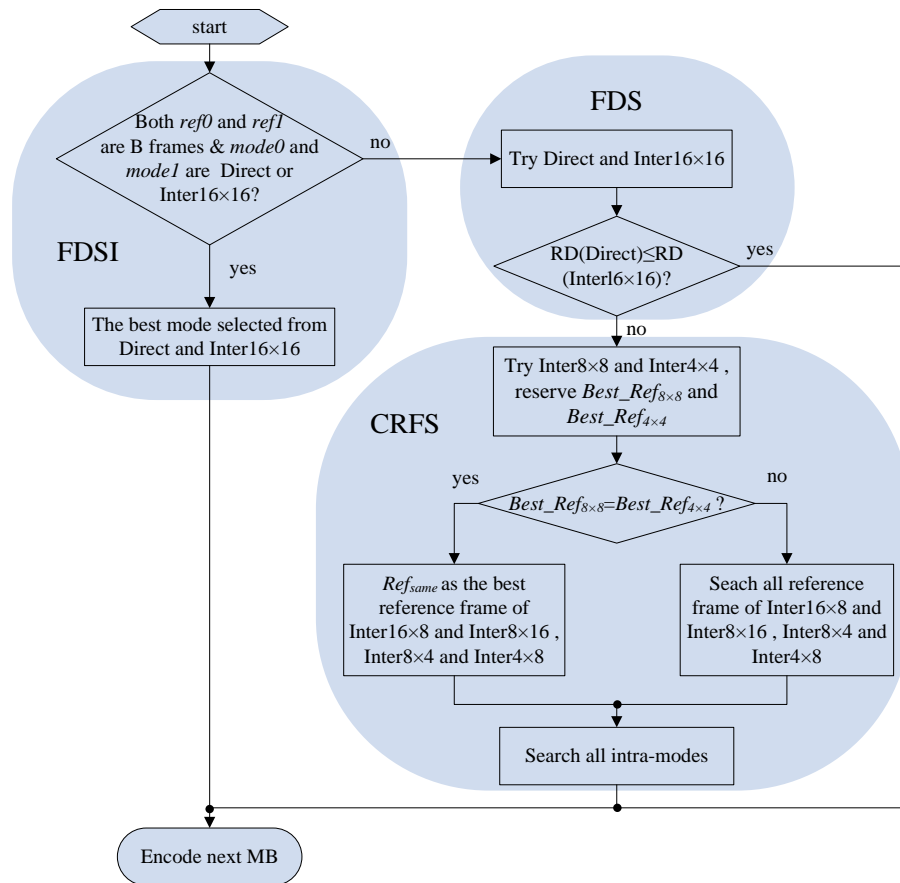 start
Both ref0 and ref1
are B frames & mode0 and
mode1 are Direct or
Inter16×16?
no
yes
FDSI
The best mode selected from
Direct and Inter16×16
FDS
Try Direct and Inter16×16
RD(Direct)≤RD
(Inter16×16)?
yes
no
Try Inter8×8 and Inter4×4 ,
reserve Best_Ref8×8 and
Best_Ref4×4
CRFS
yes
no
Best_Ref8×8=Best_Ref4×4 ?
Refsame as the best
reference frame of
Inter16×8 and Inter8×16 ,
Inter8×4 and Inter4×8
Seach all reference
frame of Inter16×8 and
Inter8×16 , Inter8×4 and
Inter4×8
Search all intra-modes
Encode next MB